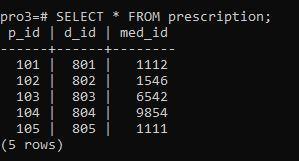 pro3=# SELECT * FROM prescription;
p_id | d_id | med_id
------+------+--------
101 | 801 | 1112
102 | 802 | 1546
103 | 803 | 6542
104 | 804 | 9854
105 | 805 | 1111
(5 rows)